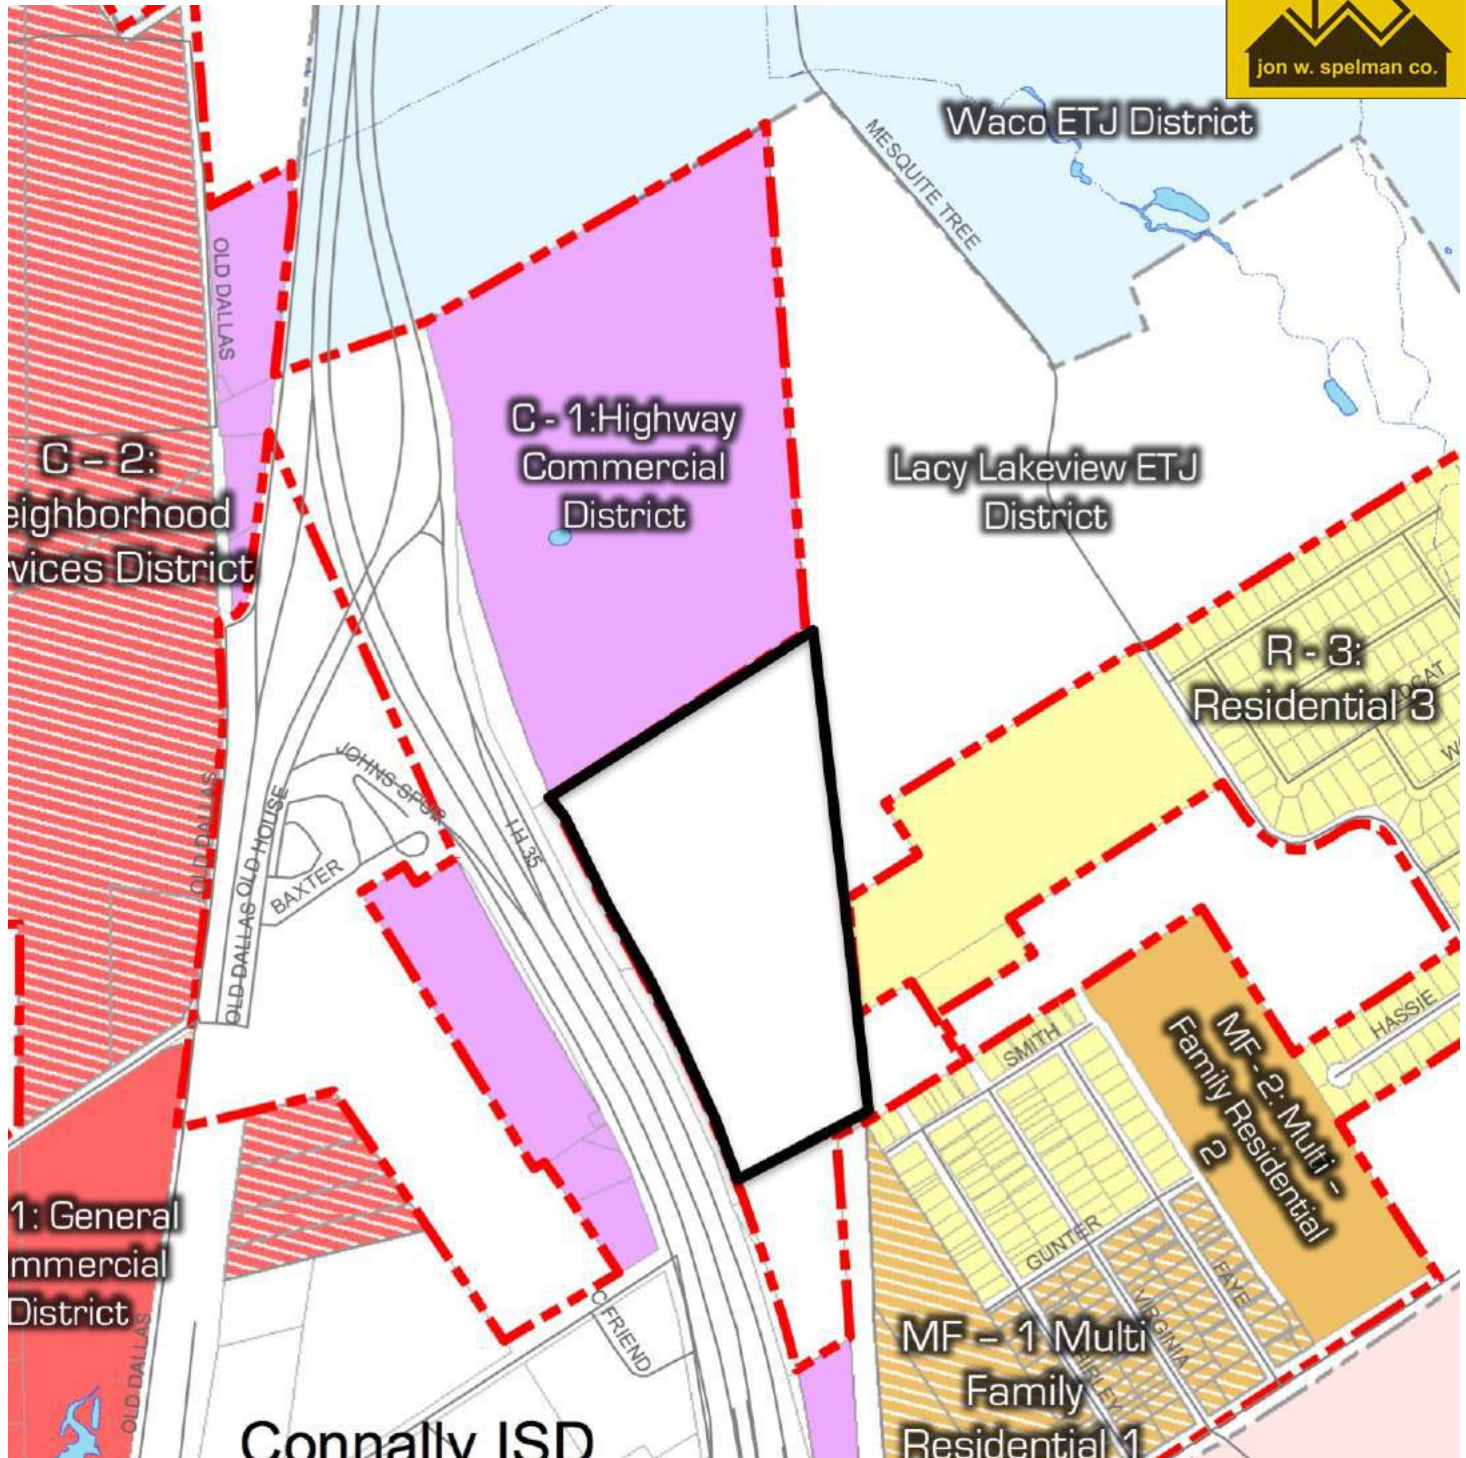 jon w. spelman co.
Waco ETJ District
MESQUITE TREE
OLD DALLAS
C - 1:Highway
Commercial
District
C – 2:
eighborhood
vices District
Lacy Lakeview ETJ
District
R - 3:
Residential 3
JOHNS SPUR
I-H 35
OLD DALLAS
OLD HOUSE
BAXTER
OLD DALLAS
HASSIE
SMITH
MF - 2: Multi –
Family Residential
2
1: General
mmercial
District
OLD DALLAS
GUNTER
FAYE
VIRGINIA
FRIEND
MF – 1 Multi
Family
Residential 1
Connally ISD